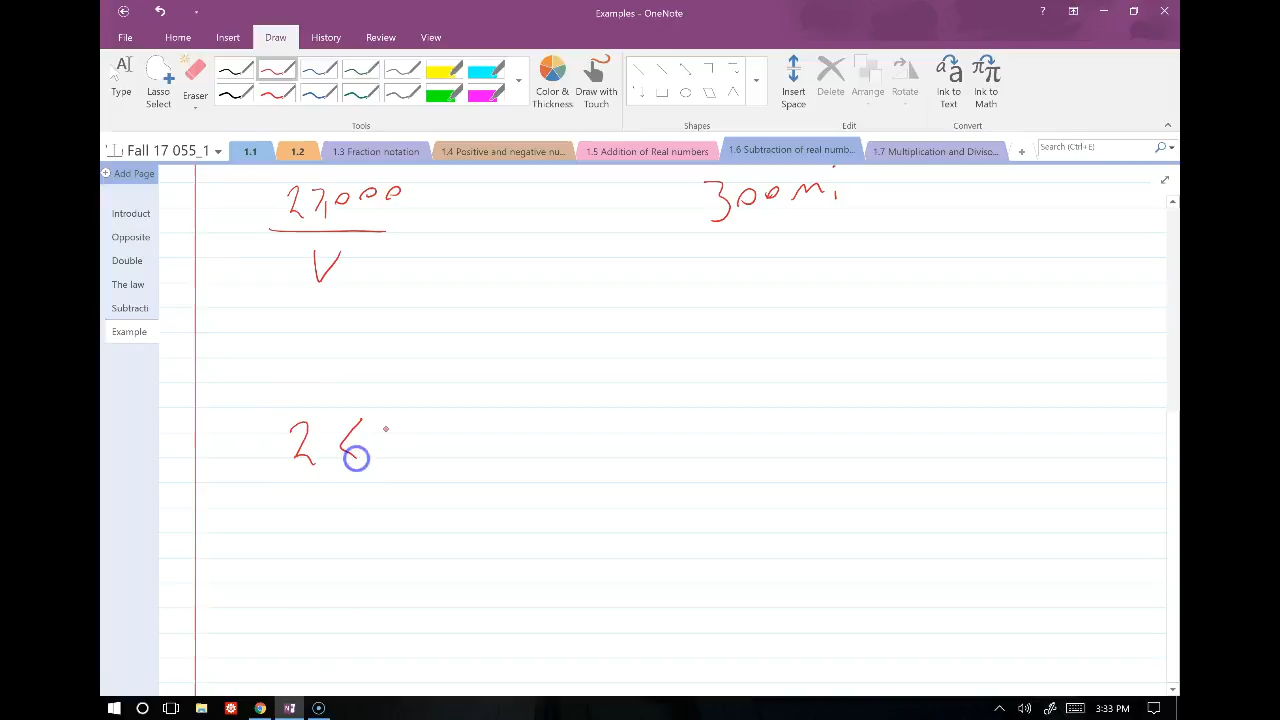 Examples - OneNote
?
File Home Insert Draw History Review View
Type
Lasso Select
Eraser
Color & Thickness
Draw with Touch
Insert Space
Delete
Arrange
Rotate
Ink to Text
Ink to Math
Tools Shapes Edit Convert
Fall 17 055_1 1.1 1.2 1.3 Fraction notation 1.4 Positive and negative nu... 1.5 Addition of Real numbers 1.6 Subtraction of real numb... 1.7 Multiplication and Diviso... + Search (Ctrl+E)
Add Page
Introduct
Opposite
Double
The law
Subtracti
Example
27,000
V
300 mi
2
3:33 PM